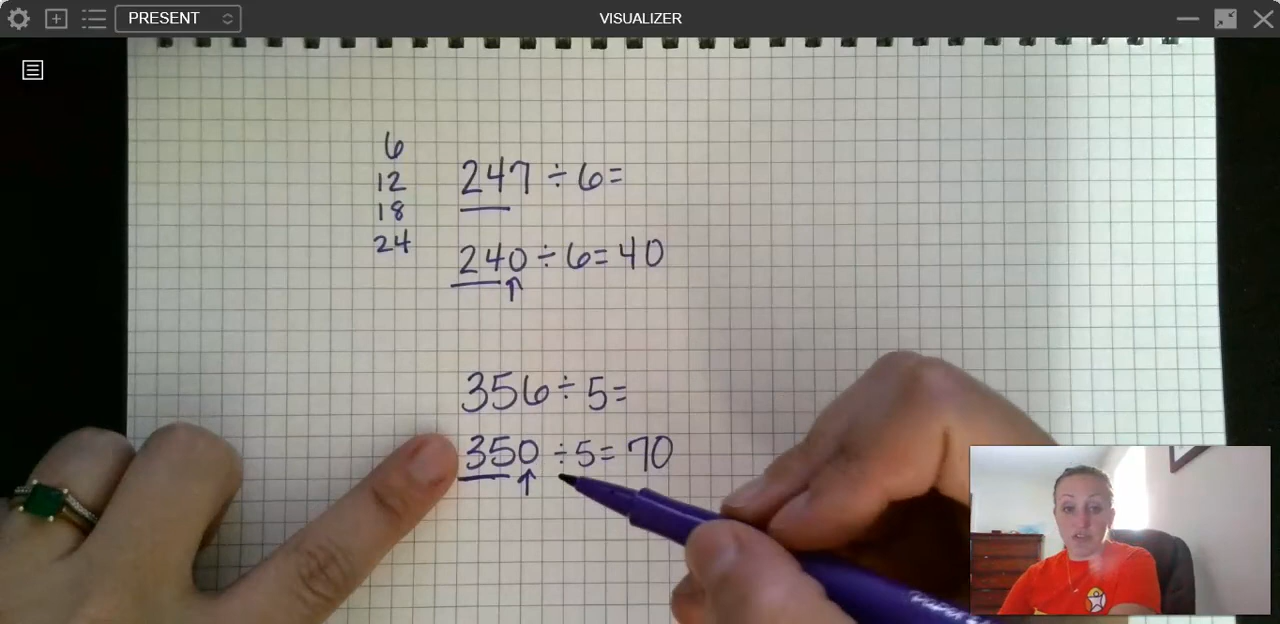 PRESENT
VISUALIZER
6
12
18
24
247 ÷ 6=
240 ÷ 6=40
356÷5=
350 ÷5=70